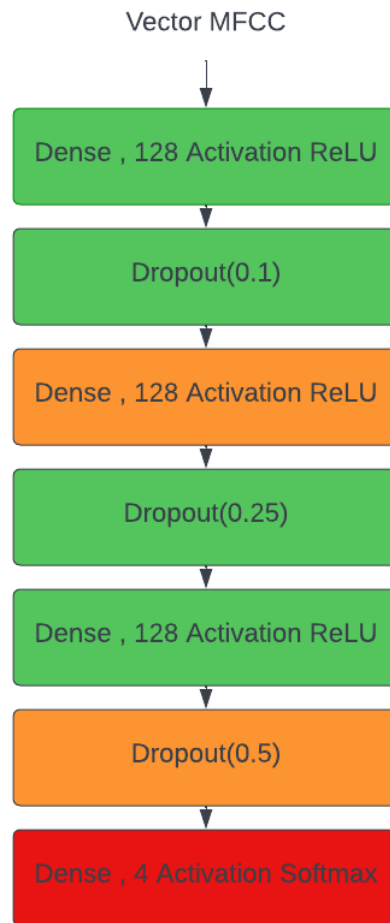 Vector MFCC
Dense , 128 Activation ReLU
Dropout(0.1)
Dense , 128 Activation ReLU
Dropout(0.25)
Dense , 128 Activation ReLU
Dropout(0.5)
Dense , 4 Activation Softmax